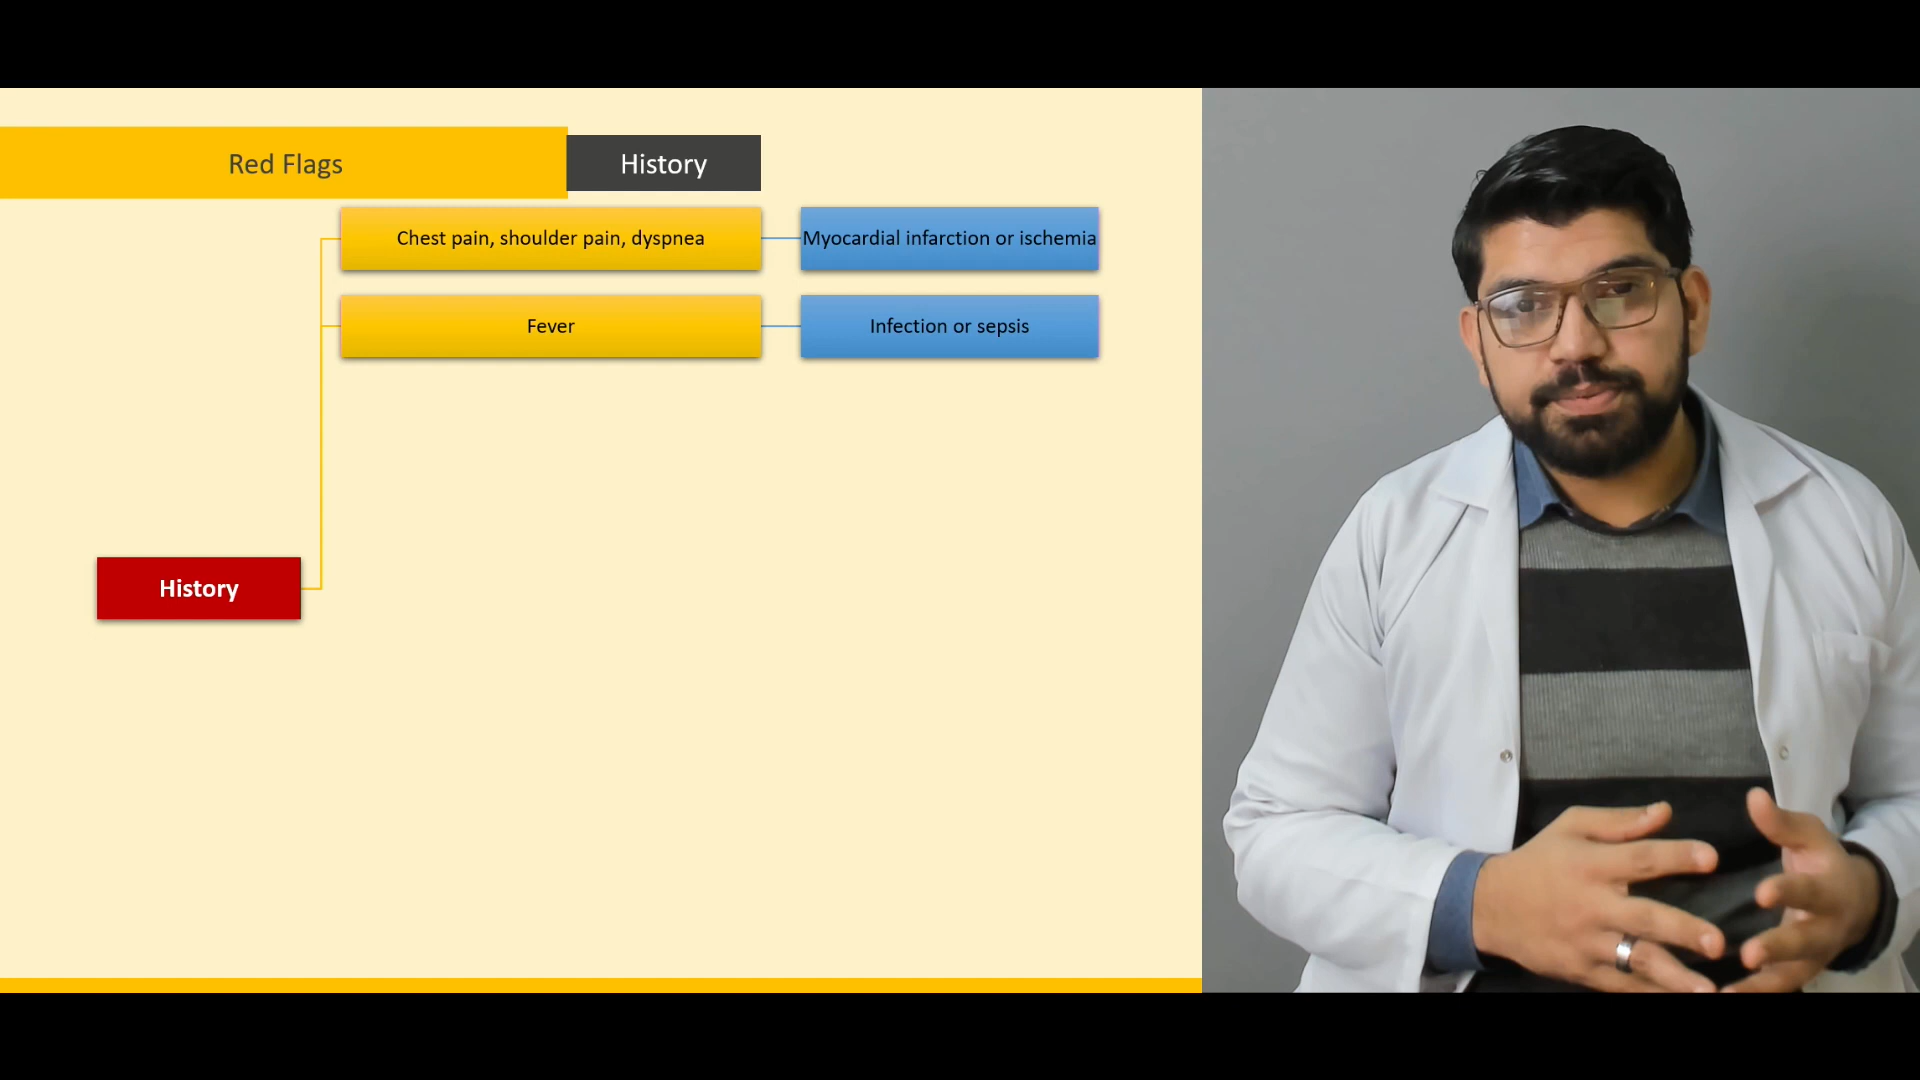 Red Flags
History
Chest pain, shoulder pain, dyspnea
Myocardial infarction or ischemia
Fever
Infection or sepsis
History